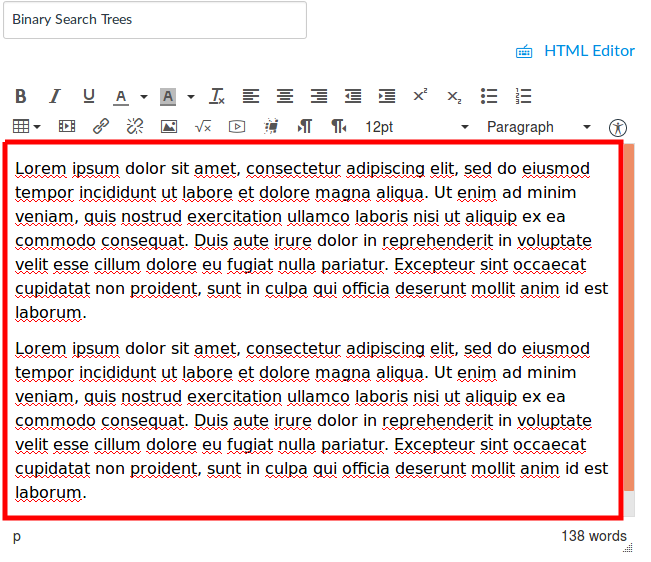 Binary Search Trees
HTML Editor
B I U A A Tx x² x₂
√x 12pt Paragraph
Lorem ipsum dolor sit amet, consectetur adipiscing elit, sed do eiusmod
tempor incididunt ut labore et dolore magna aliqua. Ut enim ad minim
veniam, quis nostrud exercitation ullamco laboris nisi ut aliquip ex ea
commodo consequat. Duis aute irure dolor in reprehenderit in voluptate
velit esse cillum dolore eu fugiat nulla pariatur. Excepteur sint occaecat
cupidatat non proident, sunt in culpa qui officia deserunt mollit anim id est
laborum.
Lorem ipsum dolor sit amet, consectetur adipiscing elit, sed do eiusmod
tempor incididunt ut labore et dolore magna aliqua. Ut enim ad minim
veniam, quis nostrud exercitation ullamco laboris nisi ut aliquip ex ea
commodo consequat. Duis aute irure dolor in reprehenderit in voluptate
velit esse cillum dolore eu fugiat nulla pariatur. Excepteur sint occaecat
cupidatat non proident, sunt in culpa qui officia deserunt mollit anim id est
laborum.
p 138 words